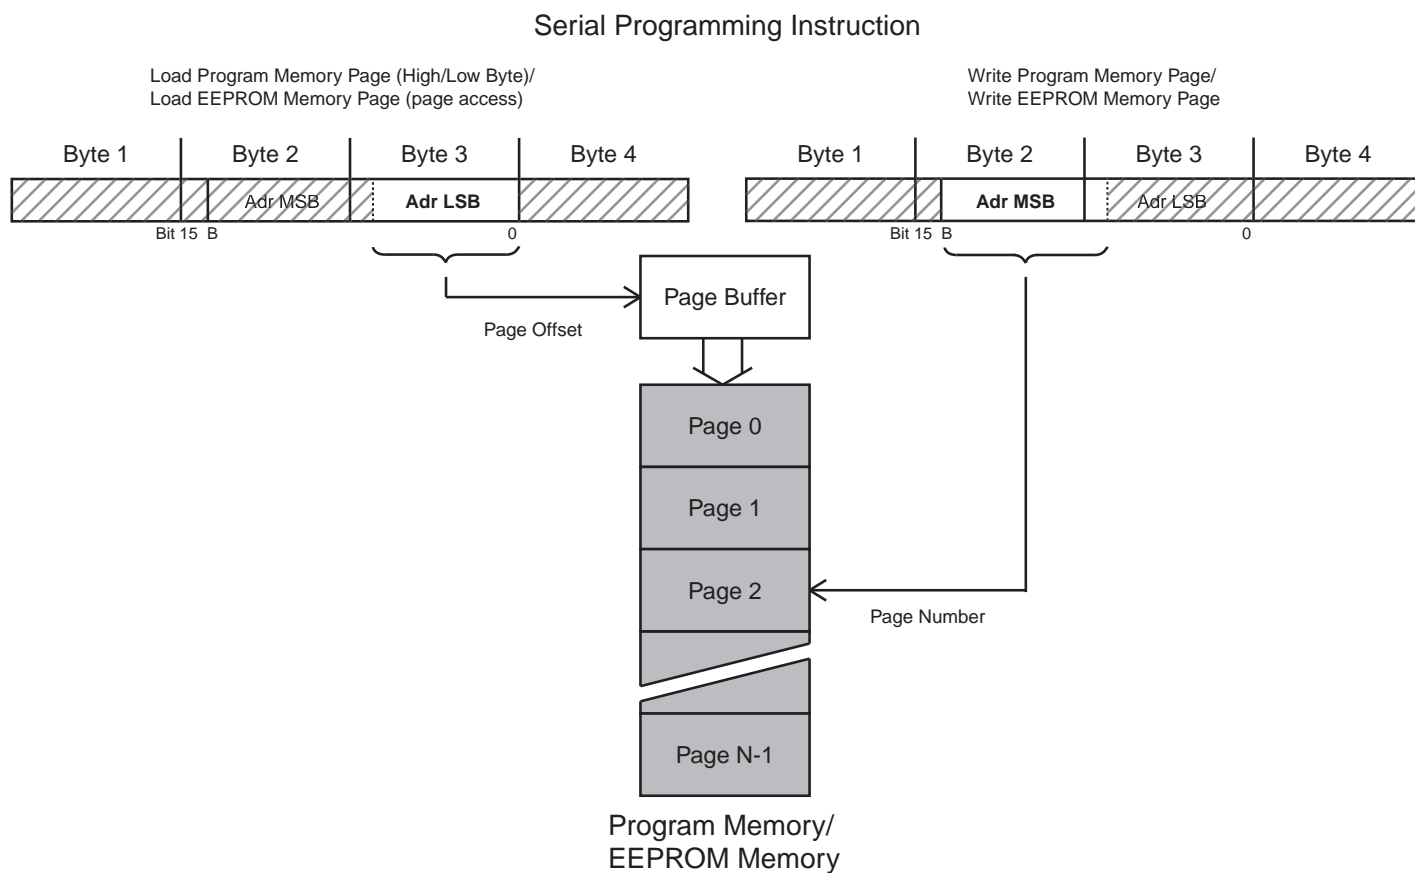 Serial Programming Instruction
Load Program Memory Page (High/Low Byte)/
Load EEPROM Memory Page (page access)
Write Program Memory Page/
Write EEPROM Memory Page
Byte 1 Byte 2 Byte 3 Byte 4
Byte 1 Byte 2 Byte 3 Byte 4
Adr MSB Adr LSB
Adr MSB Adr LSB
Bit 15 B 0
Bit 15 B 0
Page Buffer
Page Offset
Page 0
Page 1
Page 2
Page Number
Page N-1
Program Memory/
EEPROM Memory